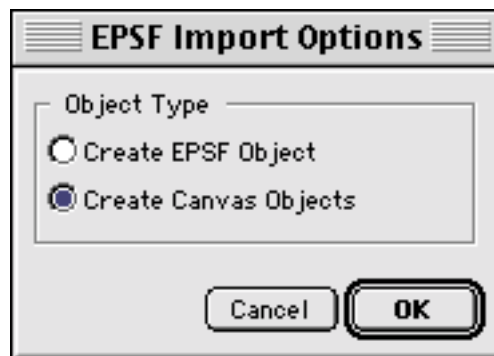 EPSF Import Options
Object Type
Create EPSF Object
Create Canvas Objects
Cancel
OK